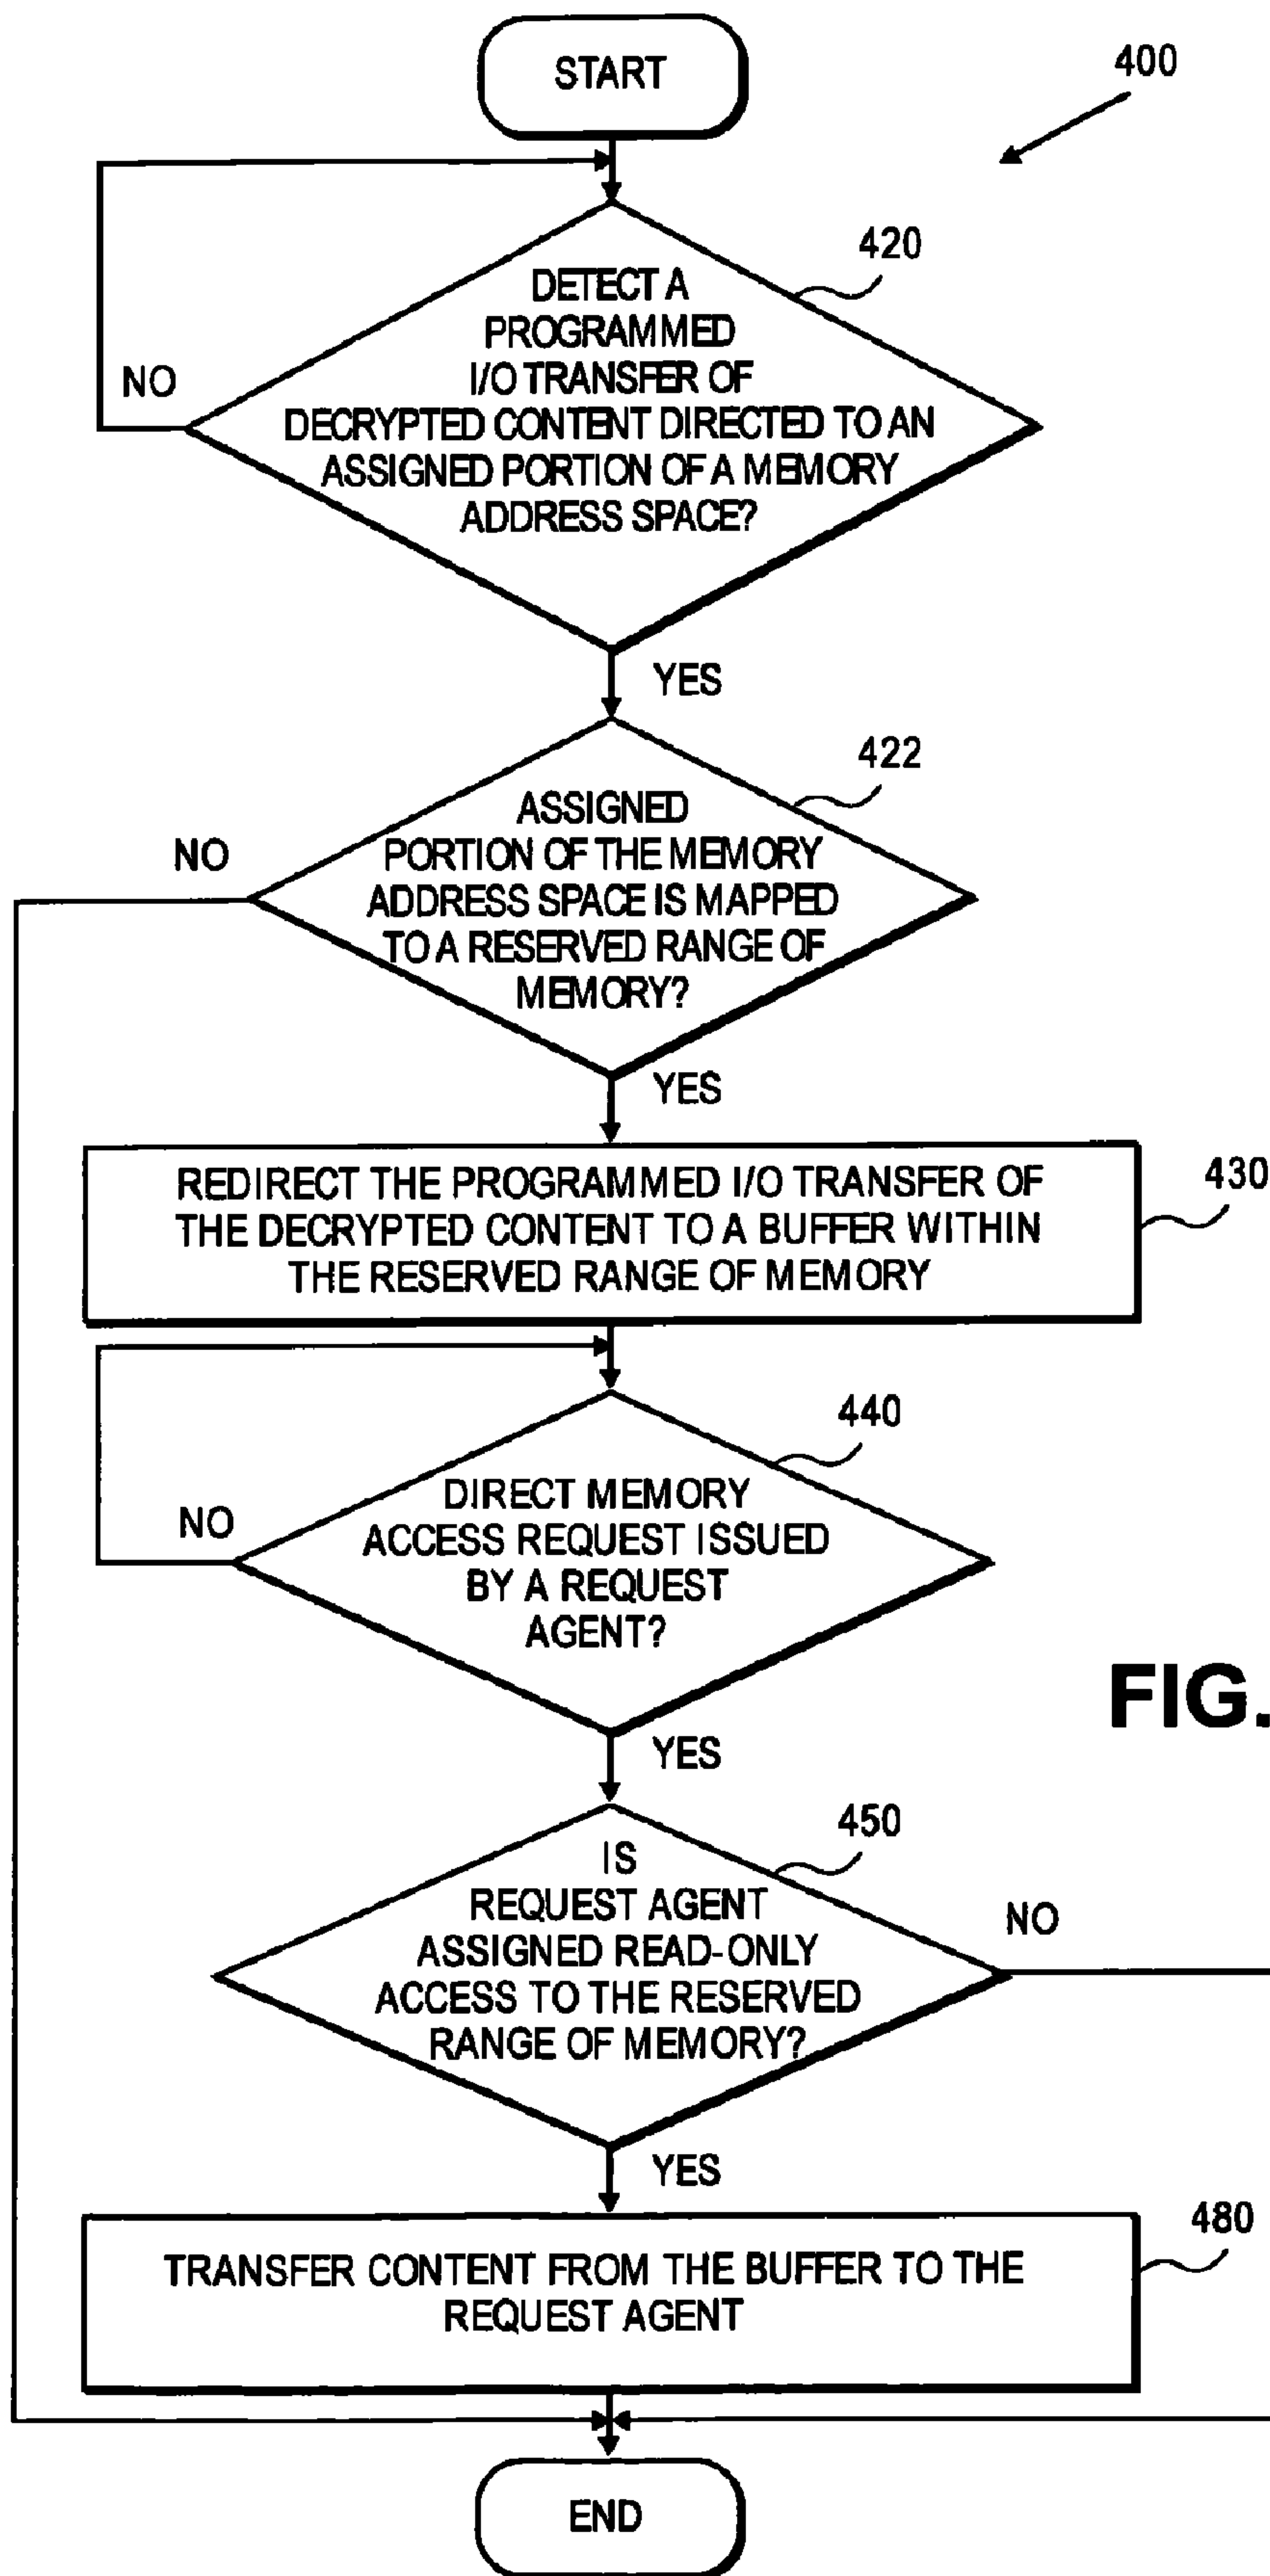 START
400
420
DETECT A
PROGRAMMED
I/O TRANSFER OF
DECRYPTED CONTENT DIRECTED TO AN
ASSIGNED PORTION OF A MEMORY
ADDRESS SPACE?
NO
YES
422
ASSIGNED
PORTION OF THE MEMORY
ADDRESS SPACE IS MAPPED
TO A RESERVED RANGE OF
MEMORY?
NO
YES
430
REDIRECT THE PROGRAMMED I/O TRANSFER OF
THE DECRYPTED CONTENT TO A BUFFER WITHIN
THE RESERVED RANGE OF MEMORY
440
DIRECT MEMORY
ACCESS REQUEST ISSUED
BY A REQUEST
AGENT?
NO
FIG.
YES
450
IS
REQUEST AGENT
ASSIGNED READ-ONLY
ACCESS TO THE RESERVED
RANGE OF MEMORY?
NO
YES
480
TRANSFER CONTENT FROM THE BUFFER TO THE
REQUEST AGENT
END